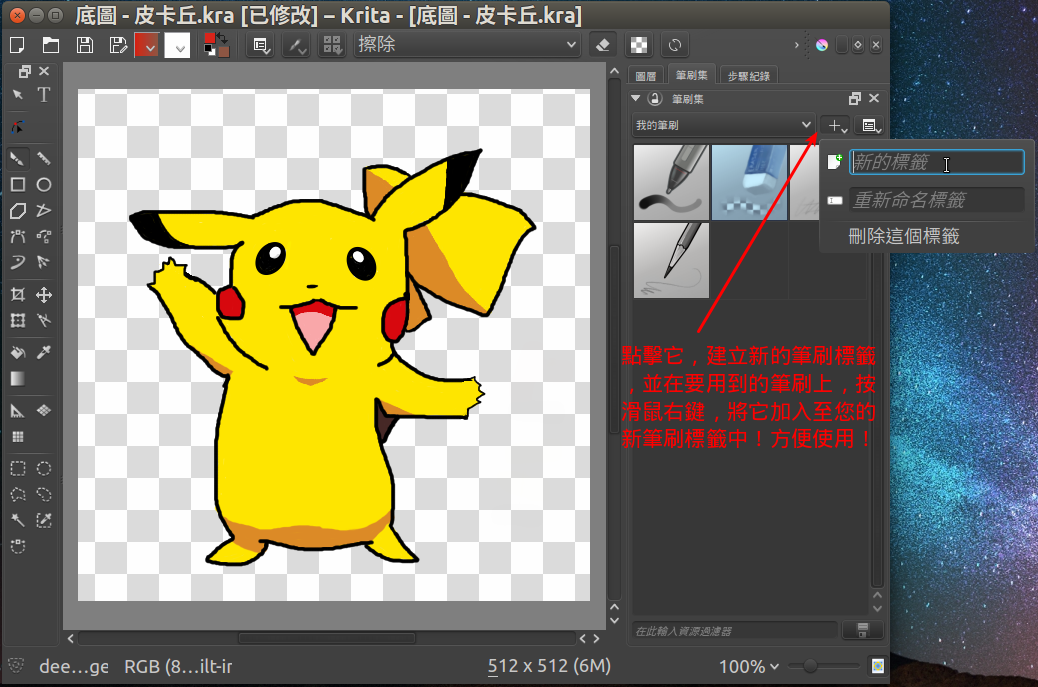 底圖 - 皮卡丘.kra [已修改] – Krita - [底圖 - 皮卡丘.kra]
擦除
圖層
筆刷集
步驟紀錄
筆刷集
我的筆刷
新的標籤
重新命名標籤
刪除這個標籤
點擊它，建立新的筆刷標籤
，並在要用到的筆刷上，按
滑鼠右鍵，將它加入至您的
新筆刷標籤中！方便使用！
在此輸入資源過濾器
dee…ge
RGB (8…ilt-ir
512 x 512 (6M)
100%